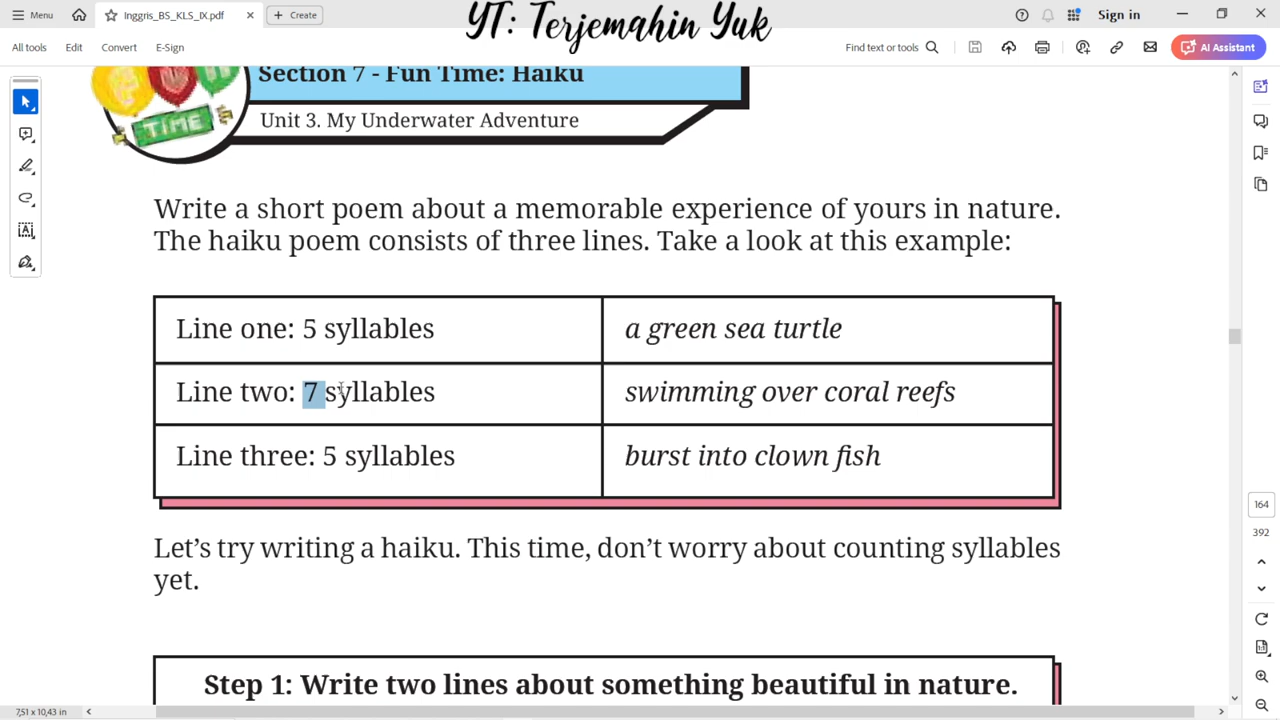 Menu
Inggris_BS_KLS_IX.pdf
Create
YT: Terjemahin Yuk
Sign in
All tools
Edit
Convert
E-Sign
Find text or tools
AI Assistant
Section 7 - Fun Time: Haiku
TIME
Unit 3. My Underwater Adventure
Write a short poem about a memorable experience of yours in nature.
The haiku poem consists of three lines. Take a look at this example:
Line one: 5 syllables
a green sea turtle
Line two: 7 syllables
swimming over coral reefs
Line three: 5 syllables
burst into clown fish
Let's try writing a haiku. This time, don't worry about counting syllables
yet.
Step 1: Write two lines about something beautiful in nature.
164
392
7,51 x 10,43 in